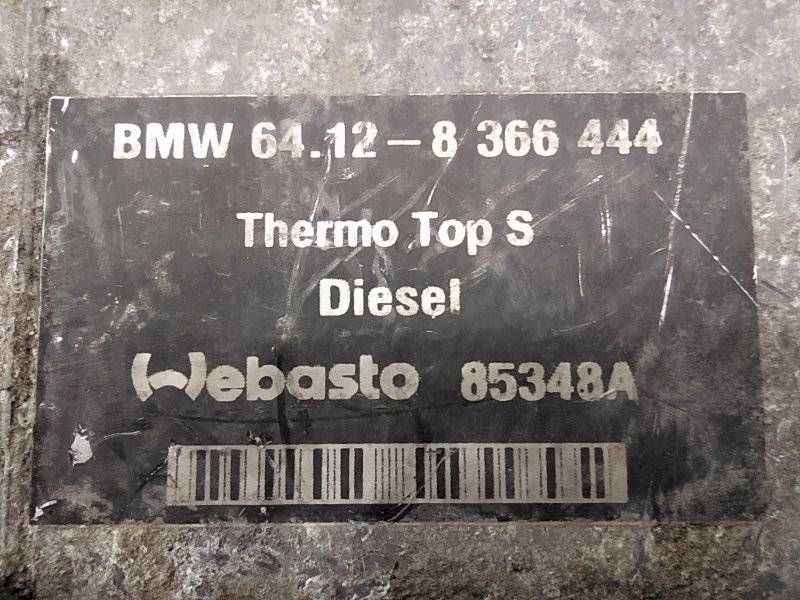 BMW 64.12-8 366 444
Thermo Top S
Diesel
Webasto 85348A